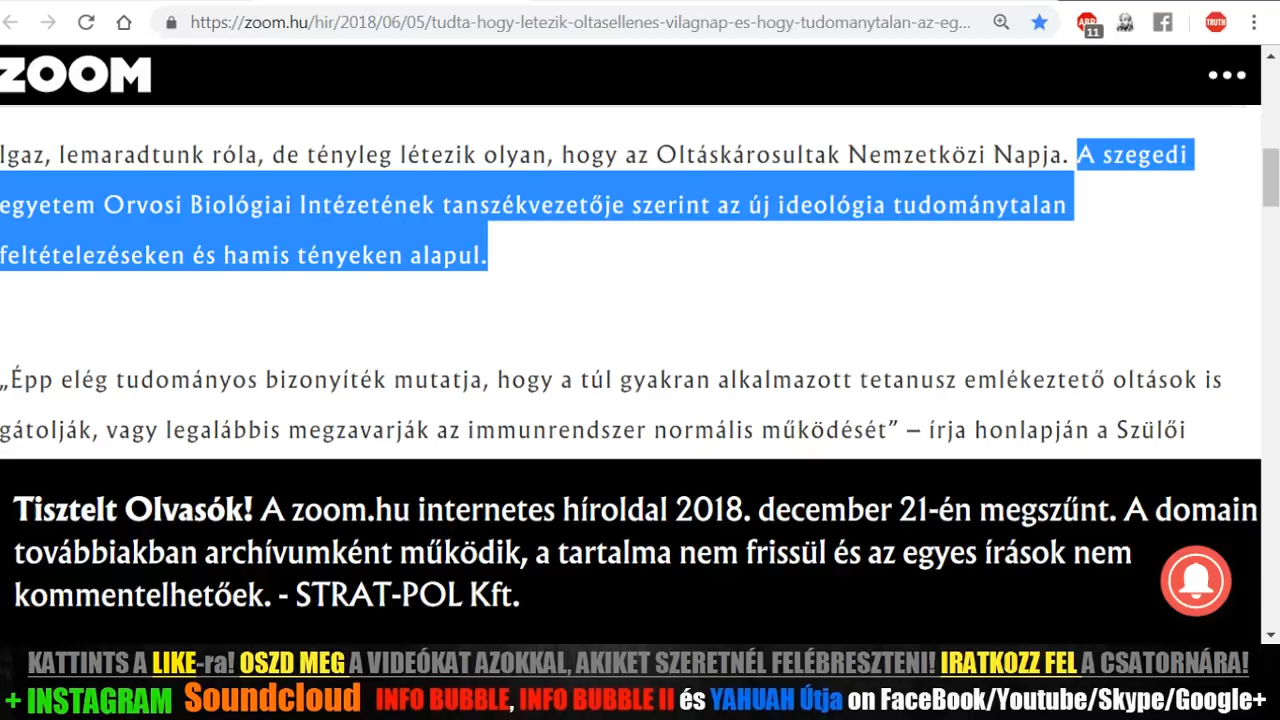 https://zoom.hu/hir/2018/06/05/tudta-hogy-letezik-oltasellenes-vilagnap-es-hogy-tudomanytalan-az-eg...
ABP
11
TRUTH
ZOOM
Igaz, lemaradtunk róla, de tényleg létezik olyan, hogy az Oltáskárosultak Nemzetközi Napja. A szegedi
egyetem Orvosi Biológiai Intézetének tanszékvezetője szerint az új ideológia tudománytalan
feltételezéseken és hamis tényeken alapul.
„Épp elég tudományos bizonyíték mutatja, hogy a túl gyakran alkalmazott tetanusz emlékeztető oltások is
gátolják, vagy legalábbis megzavarják az immunrendszer normális működését” – írja honlapján a Szülői
Tisztelt Olvasók! A zoom.hu internetes híroldal 2018. december 21-én megszűnt. A domain
továbbiakban archívumként működik, a tartalma nem frissül és az egyes írások nem
kommentelhetőek. - STRAT-POL Kft.
KATTINTS A LIKE-ra! OSZD MEG A VIDEÓKAT AZOKKAL, AKIKET SZERETNÉL FELÉBRESZTENI! IRATKOZZ FEL A CSATORNÁRA!
+ INSTAGRAM Soundcloud INFO BUBBLE, INFO BUBBLE II és YAHUAH Útja on FaceBook/Youtube/Skype/Google+